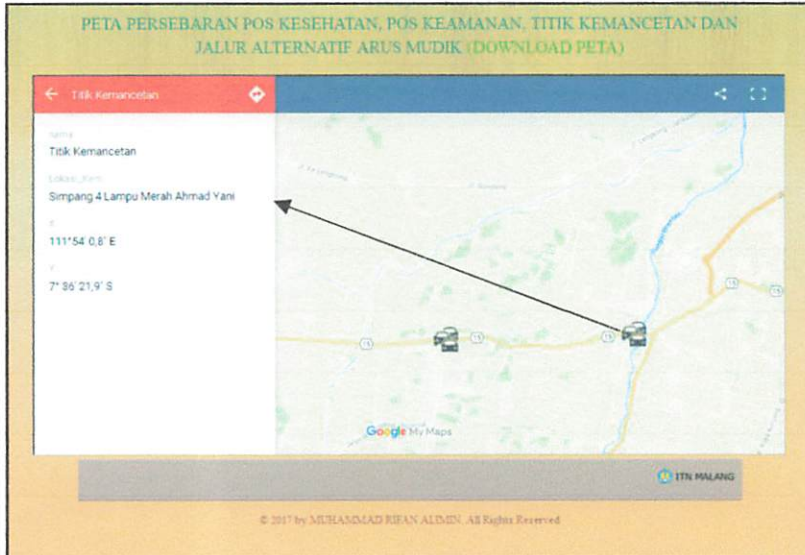 PETA PERSEBARAN POS KESEHATAN, POS KEAMANAN, TITIK KEMANCETAN DAN
JALUR ALTERNATIF ARUS MUDIK (DOWNLOAD PETA)
Titik Kemancetan
nama
Titik Kemancetan
Simpang 4 Lampu Merah Ahmad Yani
X
111°54' 0,8" E
Y
7° 36' 21,9" S
15
15
15
15
15
Google My Maps
ITN MALANG
© 2017 by MUHAMMAD RIFAN ALIMIN. All Rights Reserved